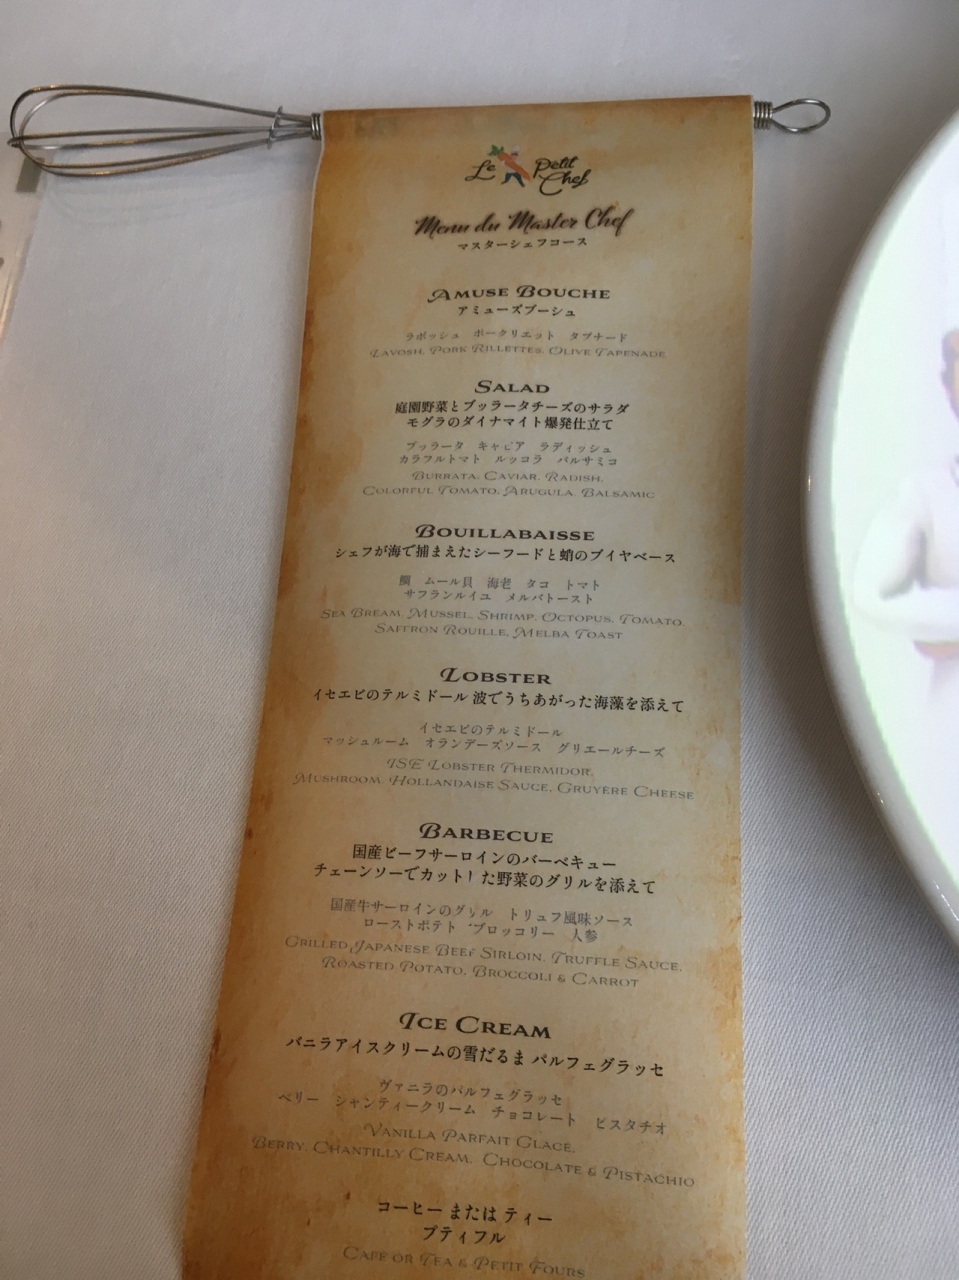 Le Petit Chef
Menu du Master Chef
マスターシェフコース
AMUSE BOUCHE
アミューズブーシュ
ラボッシュ ポークリエット タプナード
LAVOSH, PORK RILLETTES, OLIVE TAPENADE
SALAD
庭園野菜とブッラータチーズのサラダ
モグラのダイナマイト爆発仕立て
ブッラータ キャビア ラディッシュ
カラフルトマト ルッコラ バルサミコ
BURRATA, CAVIAR, RADISH,
COLORFUL TOMATO, ARUGULA, BALSAMIC
BOUILLABAISSE
シェフが海で捕まえたシーフードと蛸のブイヤベース
鯛 ムール貝 海老 タコ トマト
サフランルイユ メルバトースト
SEA BREAM, MUSSEL, SHRIMP, OCTOPUS, TOMATO,
SAFFRON ROUILLE, MELBA TOAST
LOBSTER
イセエビのテルミドール 波でうちあがった海藻を添えて
イセエビのテルミドール
マッシュルーム オランデーズソース グリエールチーズ
ISE LOBSTER THERMIDOR,
MUSHROOM, HOLLANDAISE SAUCE, GRUYÈRE CHEESE
BARBECUE
国産ビーフサーロインのバーベキュー
チェーンソーでカットした野菜のグリルを添えて
国産牛サーロインのグリル トリュフ風味ソース
ローストポテト ブロッコリー 人参
GRILLED JAPANESE BEEF SIRLOIN, TRUFFLE SAUCE,
ROASTED POTATO, BROCCOLI & CARROT
ICE CREAM
バニラアイスクリームの雪だるま パルフェグラッセ
ヴァニラのパルフェグラッセ
ベリー シャンティークリーム チョコレート ピスタチオ
VANILLA PARFAIT GLACE,
BERRY, CHANTILLY CREAM, CHOCOLATE & PISTACHIO
コーヒー または ティー
プティフル
CAFE OR TEA & PETIT FOURS